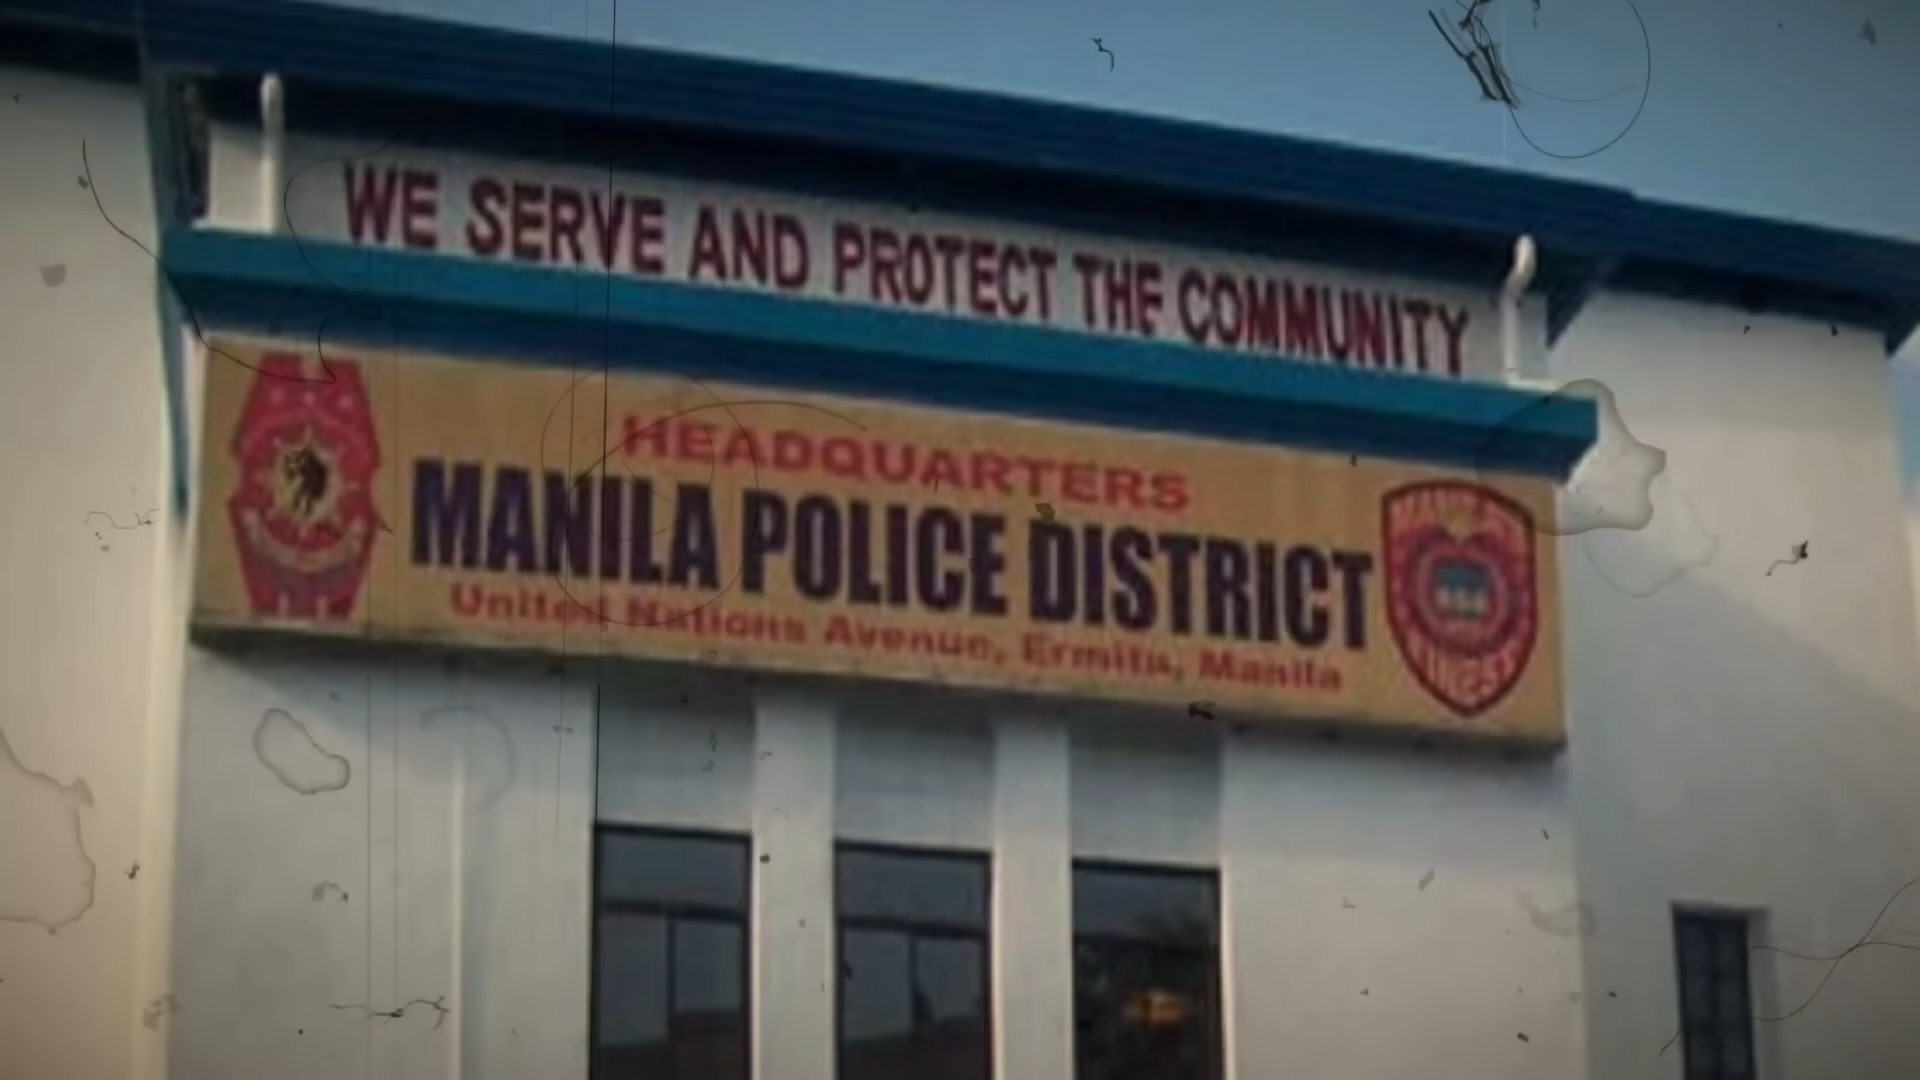 WE SERVE AND PROTECT THE COMMUNITY
HEADQUARTERS
MANILA POLICE DISTRICT
United Nations Avenue, Ermita, Manila